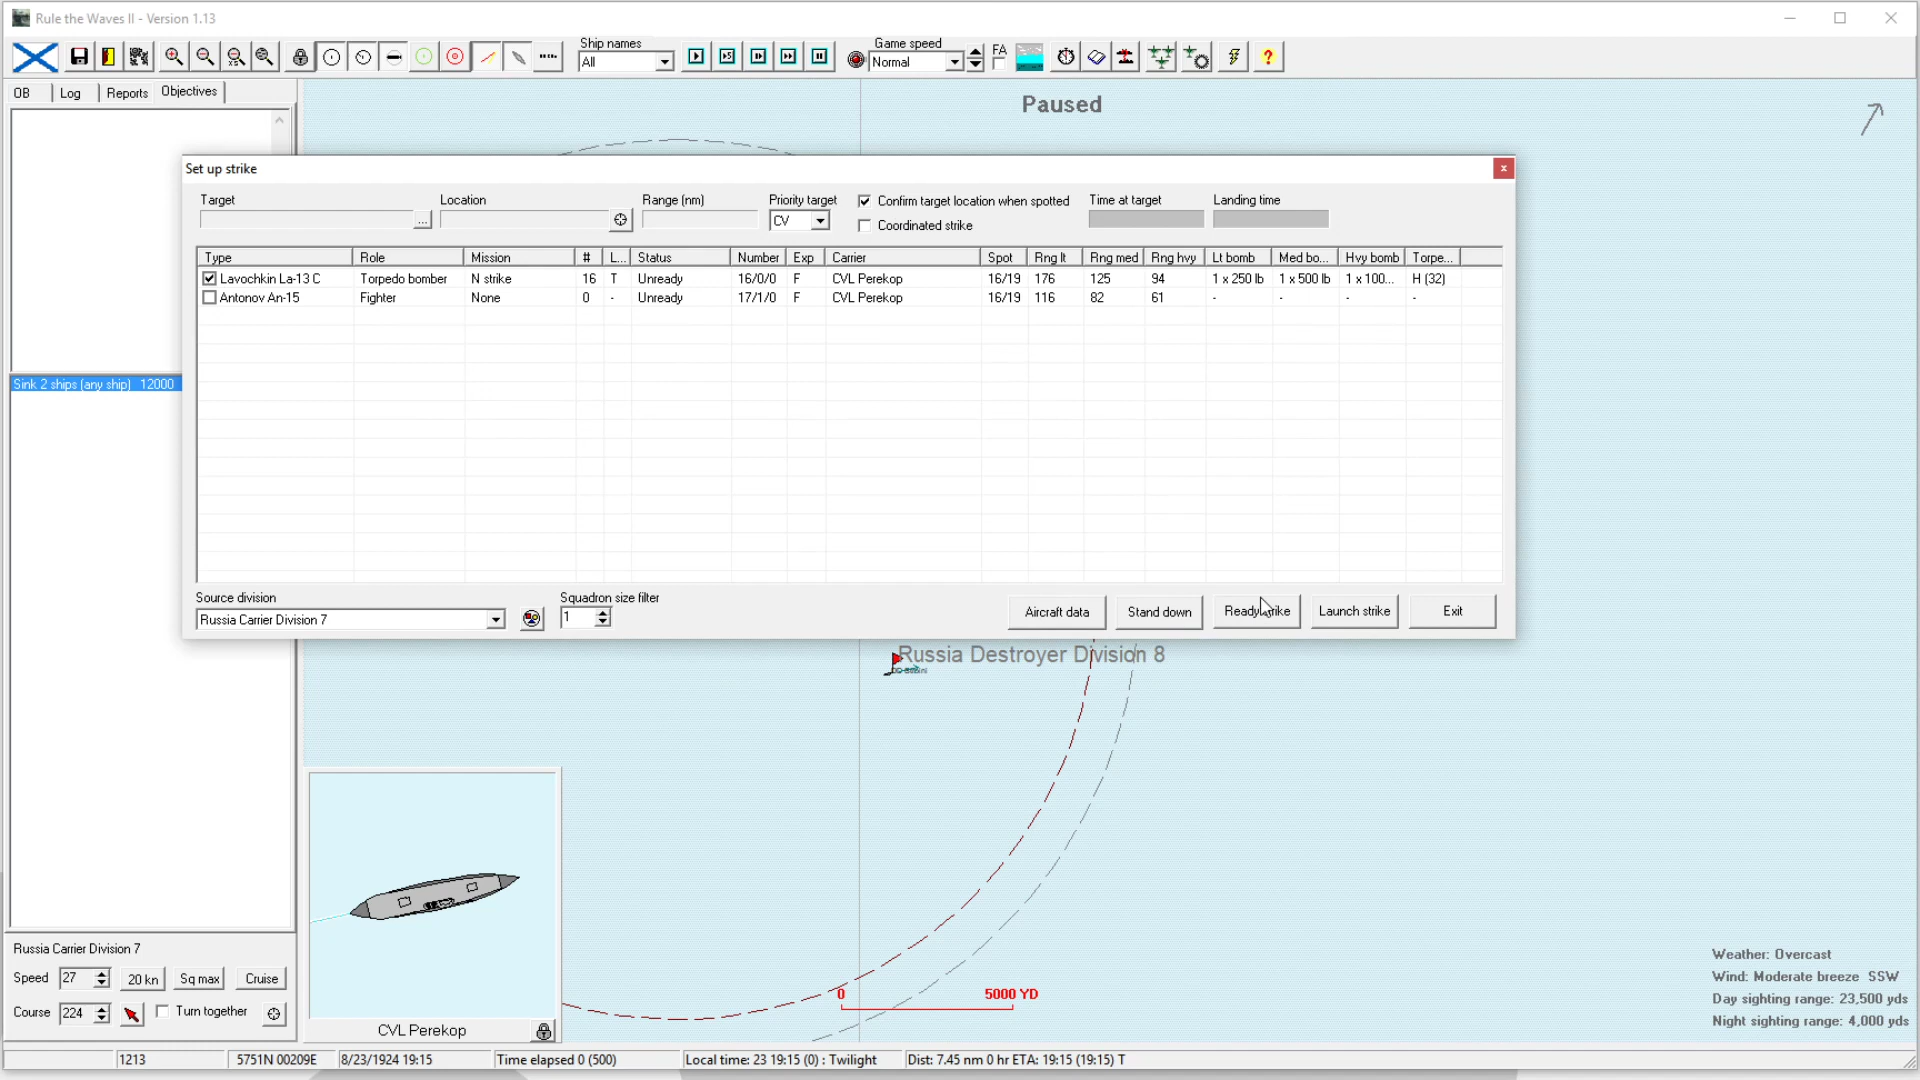 Rule the Waves II - Version 1.13
Ship names
All
Game speed
Normal
FA
OB Log Reports Objectives
Paused
Set up strike
Target Location Range (nm) Priority target Confirm target location when spotted Time at target Landing time
... CV Coordinated strike
Type Role Mission # L... Status Number Exp Carrier Spot Rng lt Rng med Rng hvy Lt bomb Med bo... Hvy bomb Torpe...
Lavochkin La-13 C Torpedo bomber N strike 16 T Unready 16/0/0 F CVL Perekop 16/19 176 125 94 1 x 250 lb 1 x 500 lb 1 x 100... H (32)
Antonov An-15 Fighter None 0 - Unready 17/1/0 F CVL Perekop 16/19 116 82 61 - - - -
Sink 2 ships (any ship) 12000
Source division Squadron size filter
Russia Carrier Division 7 1 Aircraft data Stand down Ready strike Launch strike Exit
Russia Destroyer Division 8
0 5000 YD
CVL Perekop
Russia Carrier Division 7
Speed 27 20 kn Sq max Cruise
Course 224 Turn together
Weather: Overcast
Wind: Moderate breeze SSW
Day sighting range: 23,500 yds
Night sighting range: 4,000 yds
1213 5751N 00209E 8/23/1924 19:15 Time elapsed 0 (500) Local time: 23 19:15 (0) : Twilight Dist: 7.45 nm 0 hr ETA: 19:15 (19:15) T